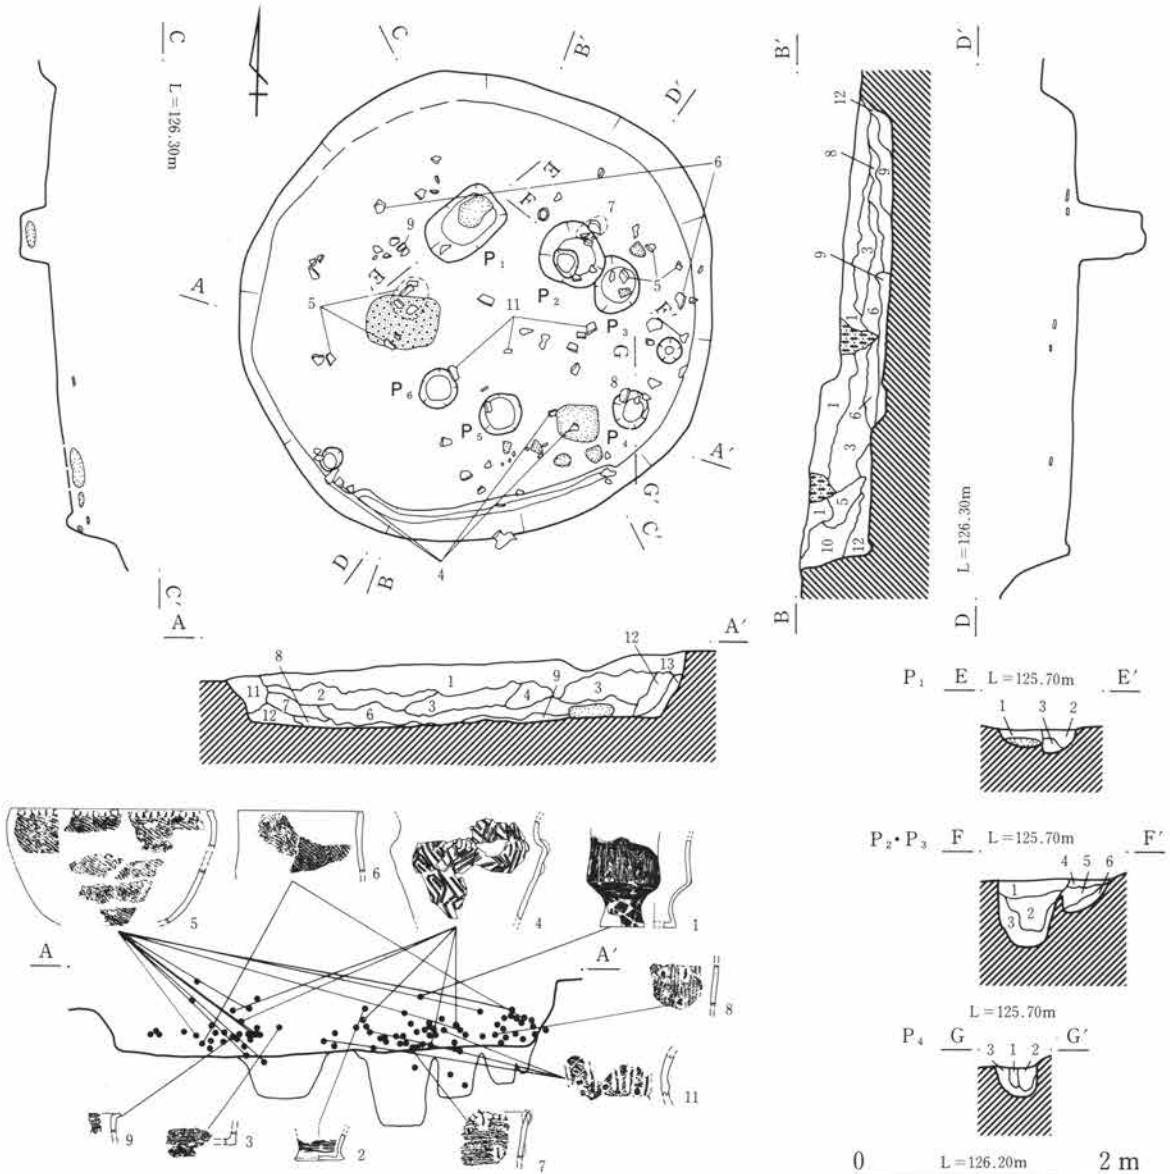 C
L=126.30m
C′
C
B′
D′
6
E
F
7
9
P₁
E′
5
P₂
5
P₃
A
11
F′
G
8
P₆
P₅
P₄
A′
G′
C′
D
B
4
B′
12
8
9
3
9
1
6
1
6
3
1
5
10
12
B
D′
L=126.30m
D
A
A′
8
12
13
11
2
1
4
9
3
7
3
12
6
P₁ E L=125.70m E′
1 3 2
P₂・P₃ F L=125.70m F′
4 5 6
1
2
3
L=125.70m
P₄ G G′
3 1 2
5
6
4
1
A
A′
8
11
9
3
2
7
0 2m
L=126.20m